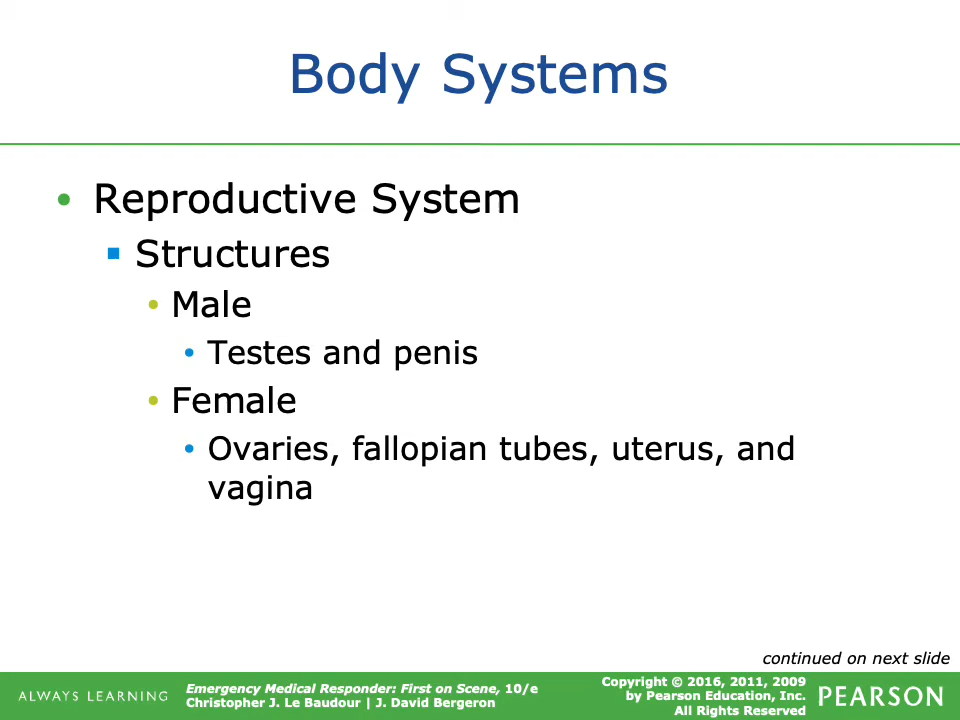 Body Systems
• Reproductive System
▪ Structures
• Male
• Testes and penis
• Female
• Ovaries, fallopian tubes, uterus, and
vagina
continued on next slide
ALWAYS LEARNING
Emergency Medical Responder: First on Scene, 10/e
Christopher J. Le Baudour | J. David Bergeron
Copyright © 2016, 2011, 2009
by Pearson Education, Inc.
All Rights Reserved
PEARSON